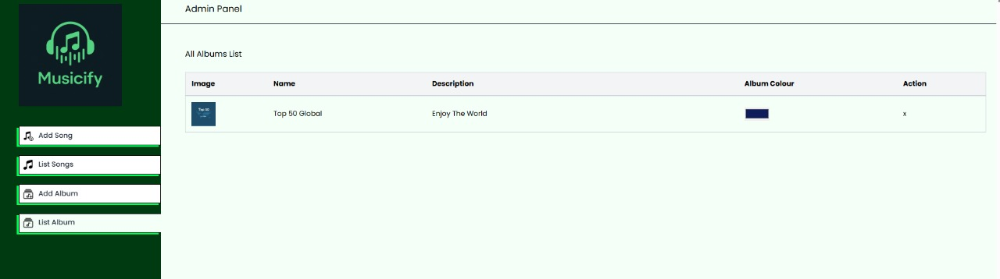 Musicify
Add Song
List Songs
Add Album
List Album
Admin Panel
All Albums List
Image Name Description Album Colour Action
Top 50
Top 50 Global Enjoy The World x